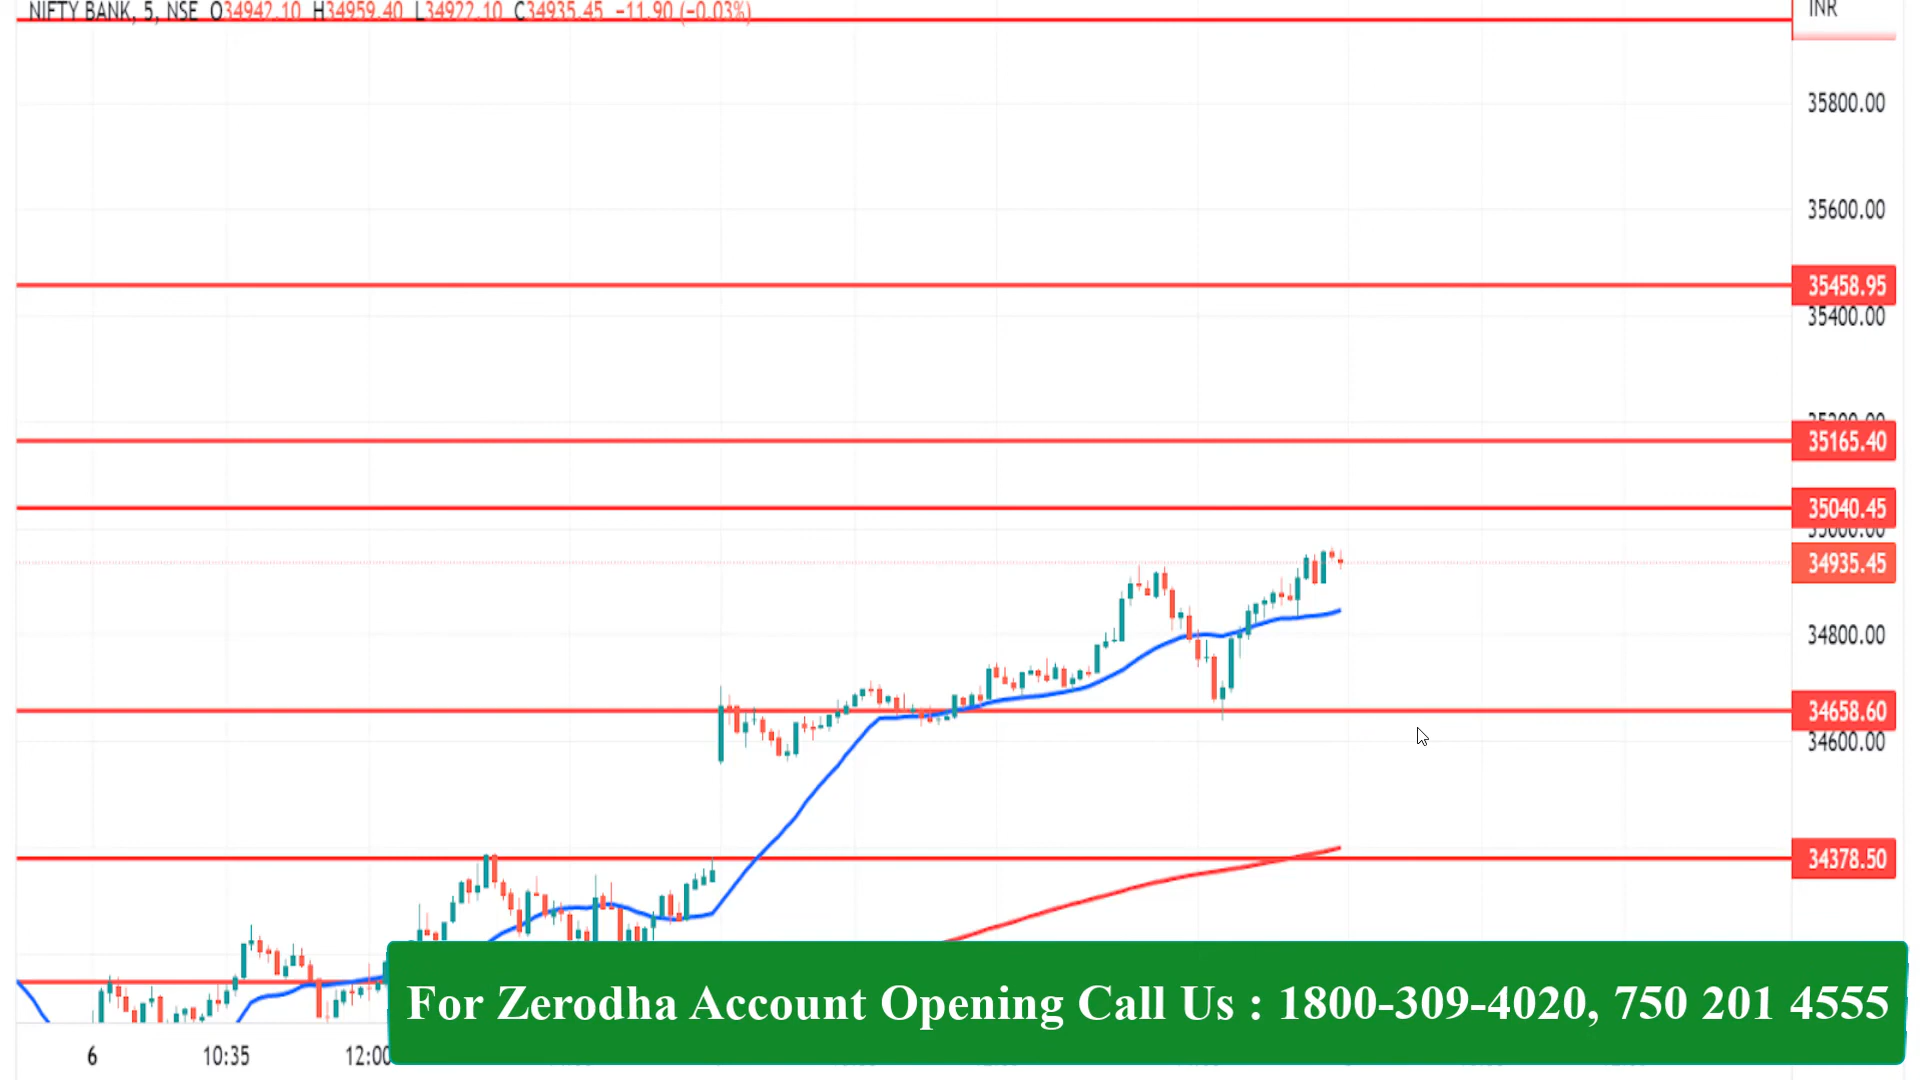 NIFTY BANK, 5, NSE O34942.10 H34959.40 L34922.10 C34935.45 −11.90 (−0.03%)
INR
35800.00
35600.00
35458.95
35400.00
35165.40
35040.45
34935.45
34800.00
34658.60
34600.00
34378.50
For Zerodha Account Opening Call Us : 1800-309-4020, 750 201 4555
6 10:35 12:00